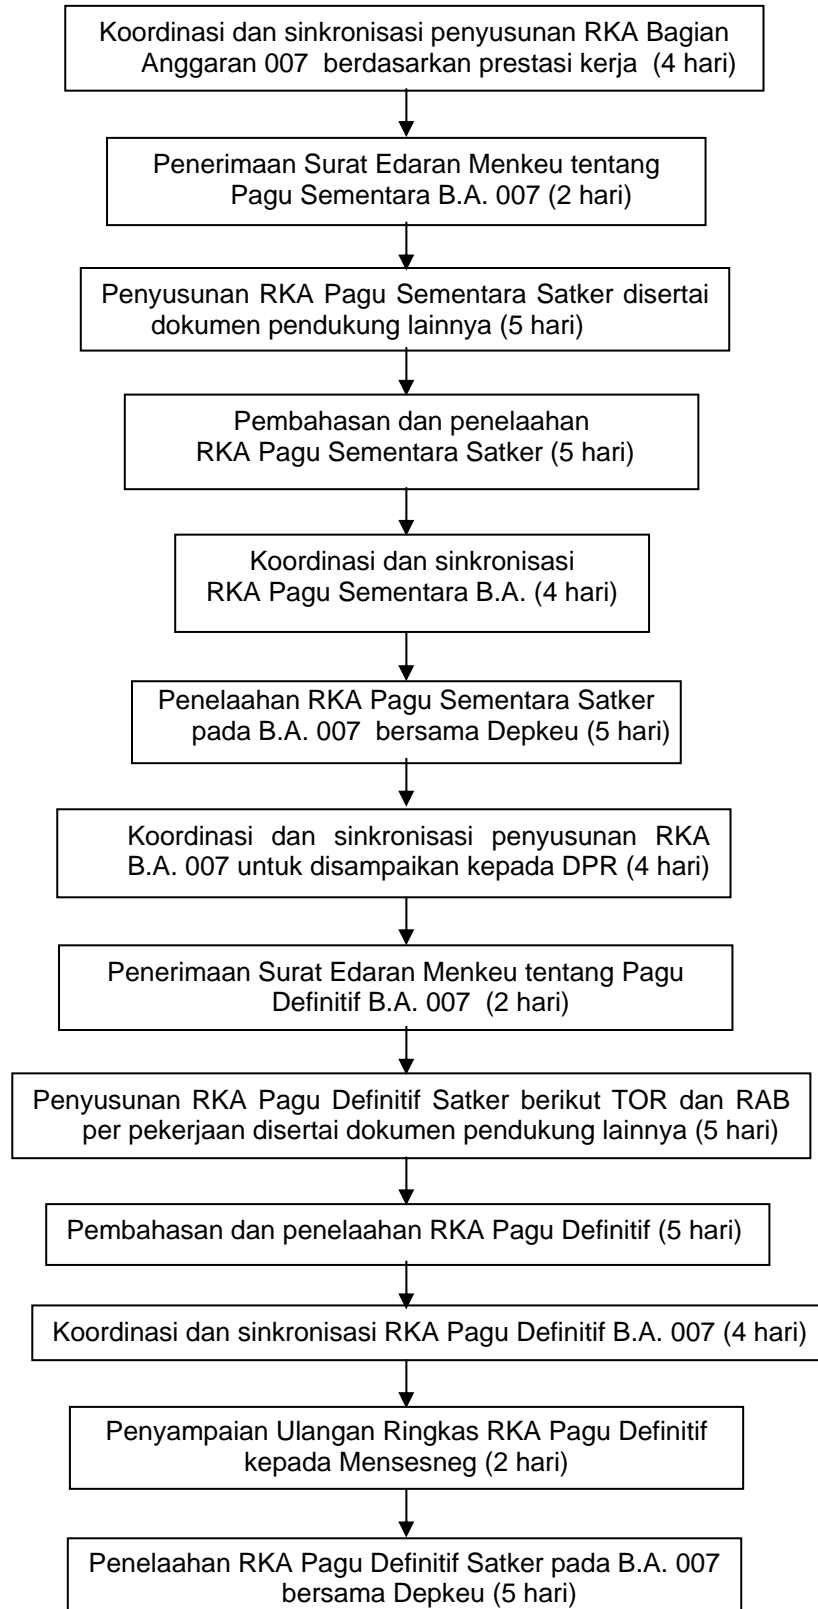 Koordinasi dan sinkronisasi penyusunan RKA Bagian
Anggaran 007 berdasarkan prestasi kerja (4 hari)
Penerimaan Surat Edaran Menkeu tentang
Pagu Sementara B.A. 007 (2 hari)
Penyusunan RKA Pagu Sementara Satker disertai
dokumen pendukung lainnya (5 hari)
Pembahasan dan penelaahan
RKA Pagu Sementara Satker (5 hari)
Koordinasi dan sinkronisasi
RKA Pagu Sementara B.A. (4 hari)
Penelaahan RKA Pagu Sementara Satker
pada B.A. 007 bersama Depkeu (5 hari)
Koordinasi dan sinkronisasi penyusunan RKA
B.A. 007 untuk disampaikan kepada DPR (4 hari)
Penerimaan Surat Edaran Menkeu tentang Pagu
Definitif B.A. 007 (2 hari)
Penyusunan RKA Pagu Definitif Satker berikut TOR dan RAB
per pekerjaan disertai dokumen pendukung lainnya (5 hari)
Pembahasan dan penelaahan RKA Pagu Definitif (5 hari)
Koordinasi dan sinkronisasi RKA Pagu Definitif B.A. 007 (4 hari)
Penyampaian Ulangan Ringkas RKA Pagu Definitif
kepada Mensesneg (2 hari)
Penelaahan RKA Pagu Definitif Satker pada B.A. 007
bersama Depkeu (5 hari)